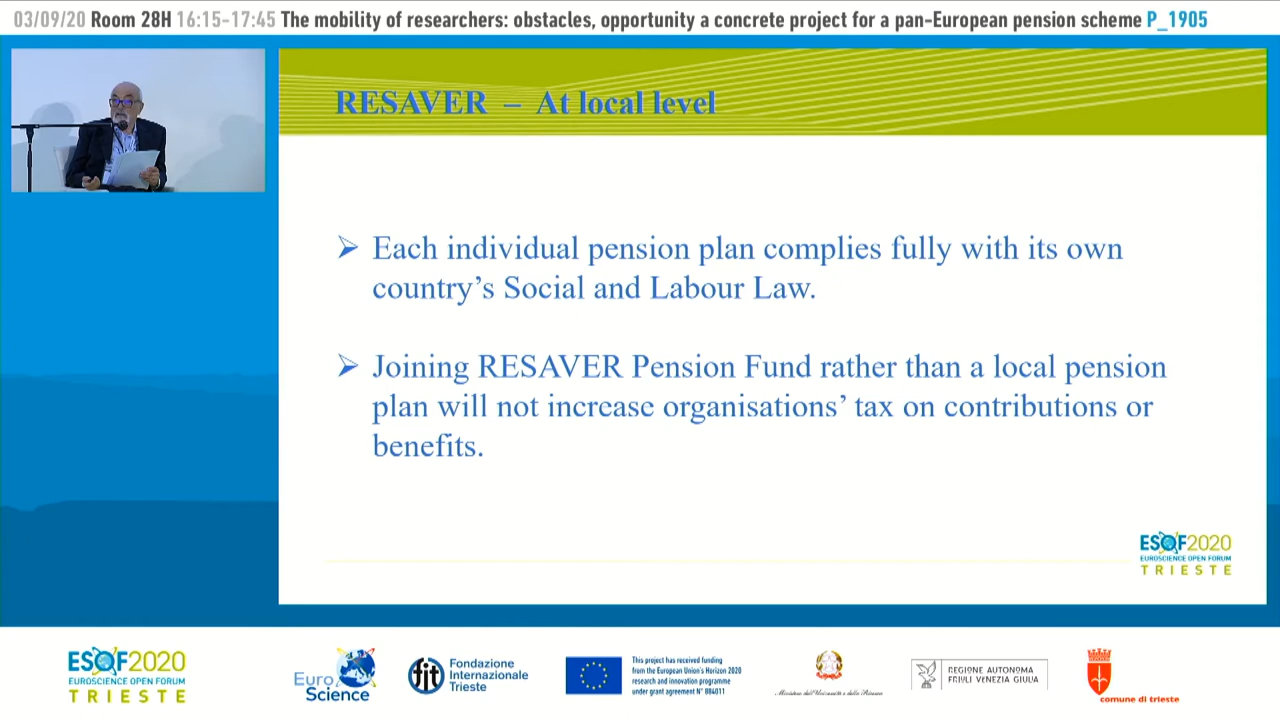 03/09/20 Room 28H 16:15-17:45 The mobility of researchers: obstacles, opportunity a concrete project for a pan-European pension scheme P_1905
RESAVER – At local level
➢ Each individual pension plan complies fully with its own
country's Social and Labour Law.
➢ Joining RESAVER Pension Fund rather than a local pension
plan will not increase organisations' tax on contributions or
benefits.
ESOF2020
EUROSCIENCE OPEN FORUM
TRIESTE
ESOF2020
EUROSCIENCE OPEN FORUM
TRIESTE
Euro
Science
fit
Fondazione
Internazionale
Trieste
This project has received funding
from the European Union's Horizon 2020
research and innovation programme
under grant agreement N° 884011
Ministero dell'Università e della Ricerca
REGIONE AUTONOMA
FRIULI VENEZIA GIULIA
comune di trieste